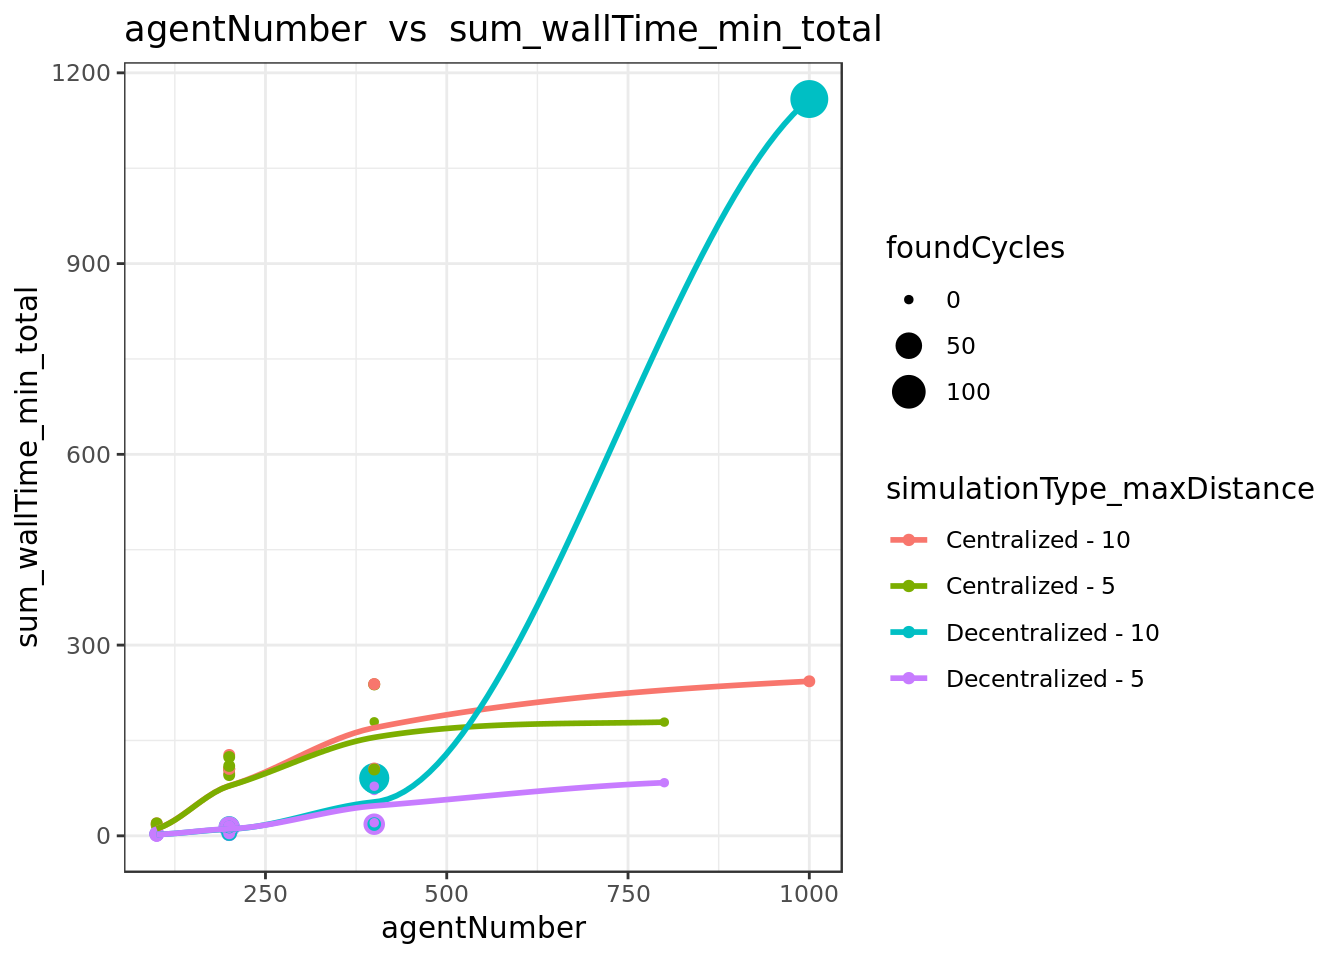 agentNumber vs sum_wallTime_min_total
sum_wallTime_min_total
1200
900
600
300
0
250 500 750 1000
agentNumber
foundCycles
0
50
100
simulationType_maxDistance
Centralized - 10
Centralized - 5
Decentralized - 10
Decentralized - 5